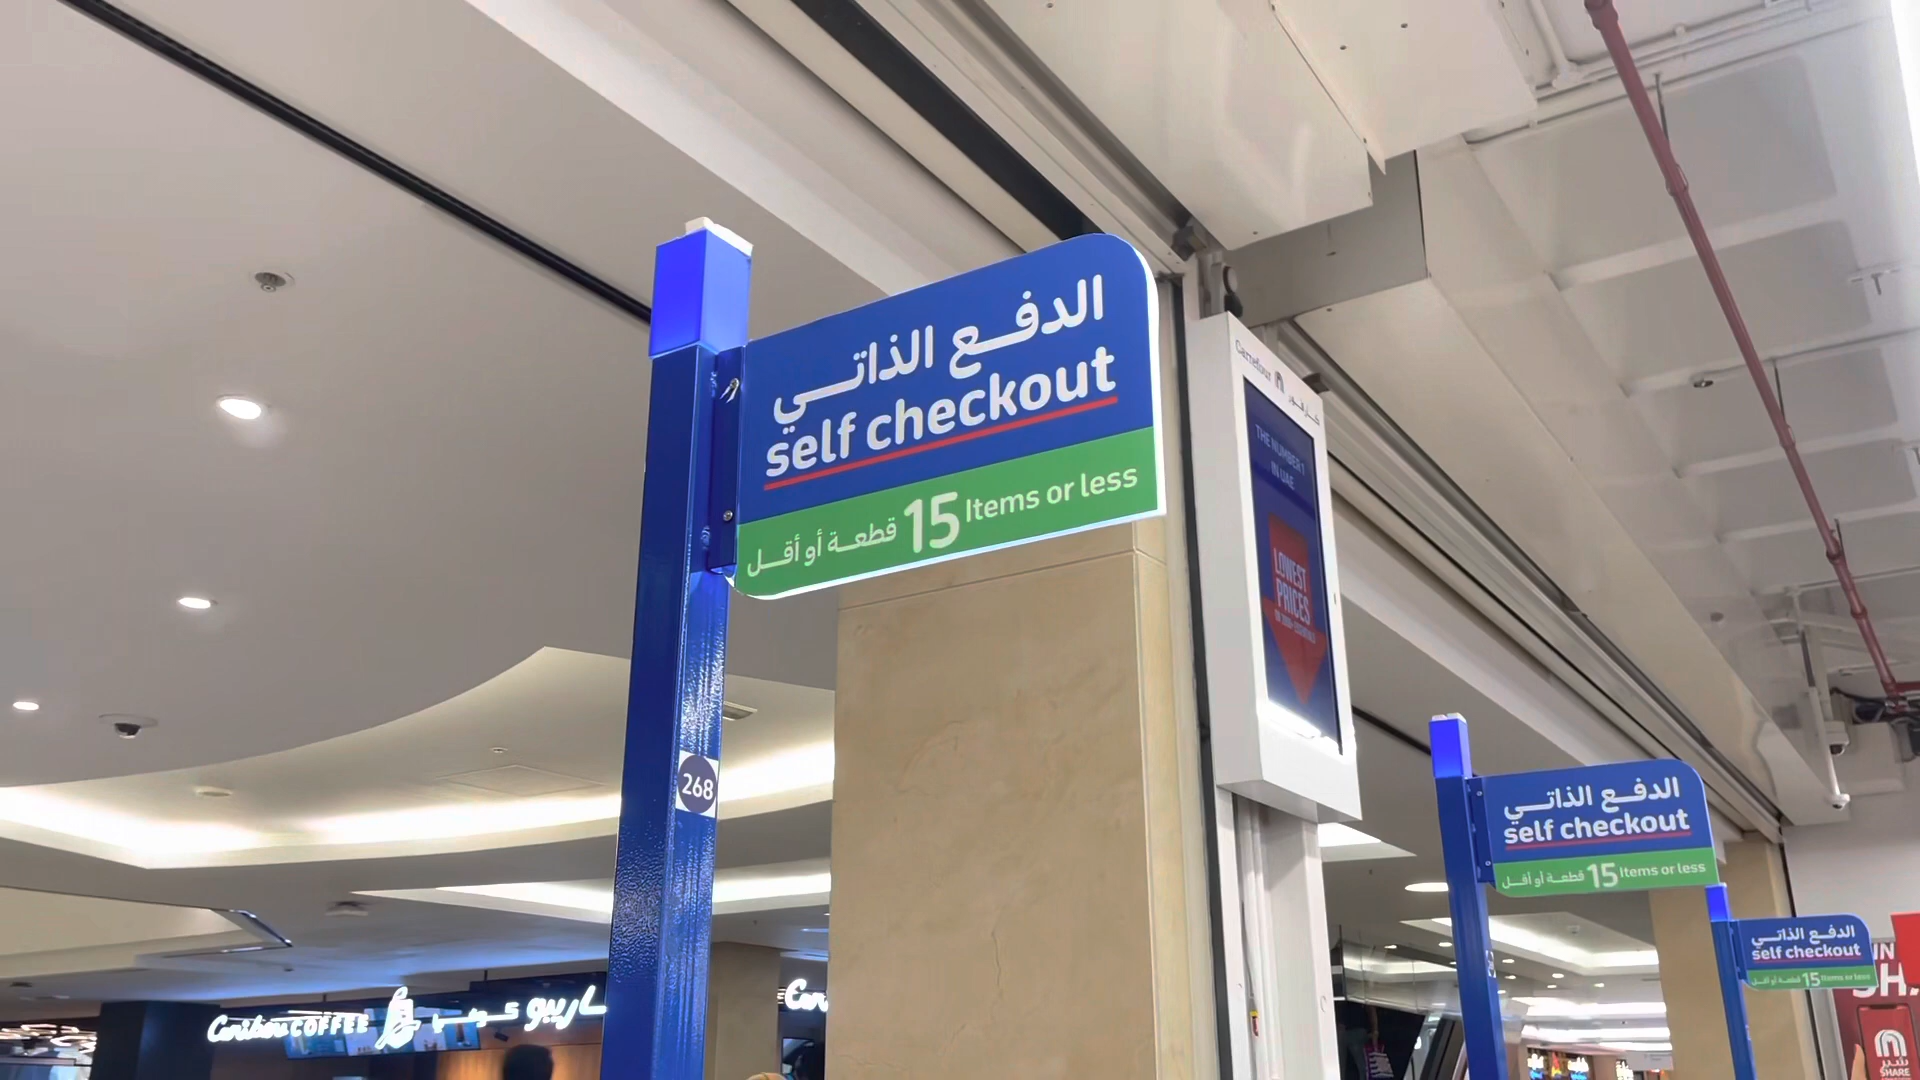 الدفع الذاتي
self checkout
قطعة أو أقل 15 Items or less
268
Carrefour كارفور
THE NUMBER 1
IN UAE
LOWEST
PRICES
الدفع الذاتي
self checkout
قطعة أو أقل 15 Items or less
الدفع الذاتي
self checkout
قطعة أو أقل 15 Items or less
Caribou COFFEE
SHARE